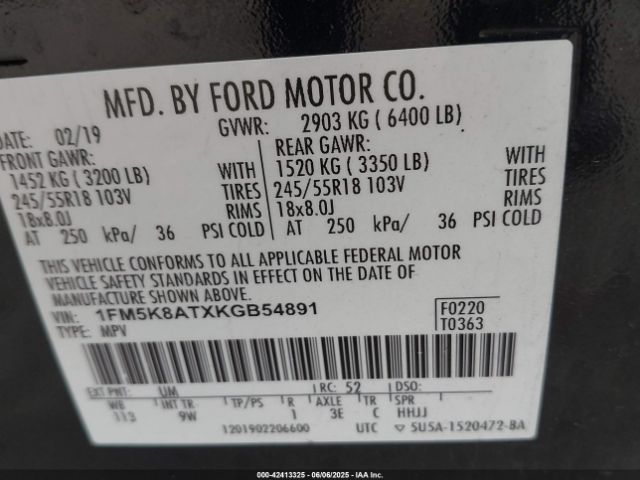 MFD. BY FORD MOTOR CO.
DATE: 02/19 GVWR: 2903 KG ( 6400 LB)
FRONT GAWR: REAR GAWR:
1452 KG ( 3200 LB) WITH 1520 KG ( 3350 LB) WITH
245/55R18 103V TIRES 245/55R18 103V TIRES
18x8.0J RIMS 18x8.0J RIMS
AT 250 kPa/ 36 PSI COLD AT 250 kPa/ 36 PSI COLD
THIS VEHICLE CONFORMS TO ALL APPLICABLE FEDERAL MOTOR
VEHICLE SAFETY STANDARDS IN EFFECT ON THE DATE OF
MANUFACTURE SHOWN ABOVE.
VIN: 1FM5K8ATXKGB54891 F0220
TYPE: MPV T0363
EXT PNT: UM RC: 52 DSO:
WB INT TR TP/PS R AXLE TR SPR
113 9W 1 3E C HHJJ
1201902206600 UTC ▽ 5U5A-1520472-BA
000-42413325 - 06/06/2025 - IAAI.com